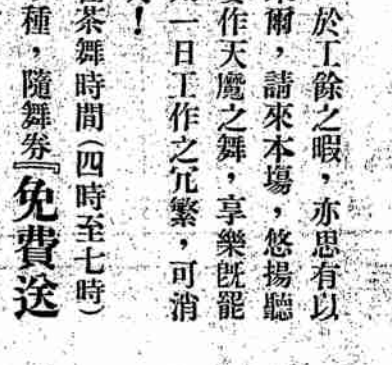 於工餘之暇，亦思有以
爾，請來本塲，悠揚聽
作天魔之舞，享樂旣罷
一日工作之冗繁，可消
！
茶舞時間（四時至七時）
種，隨舞券『免費送